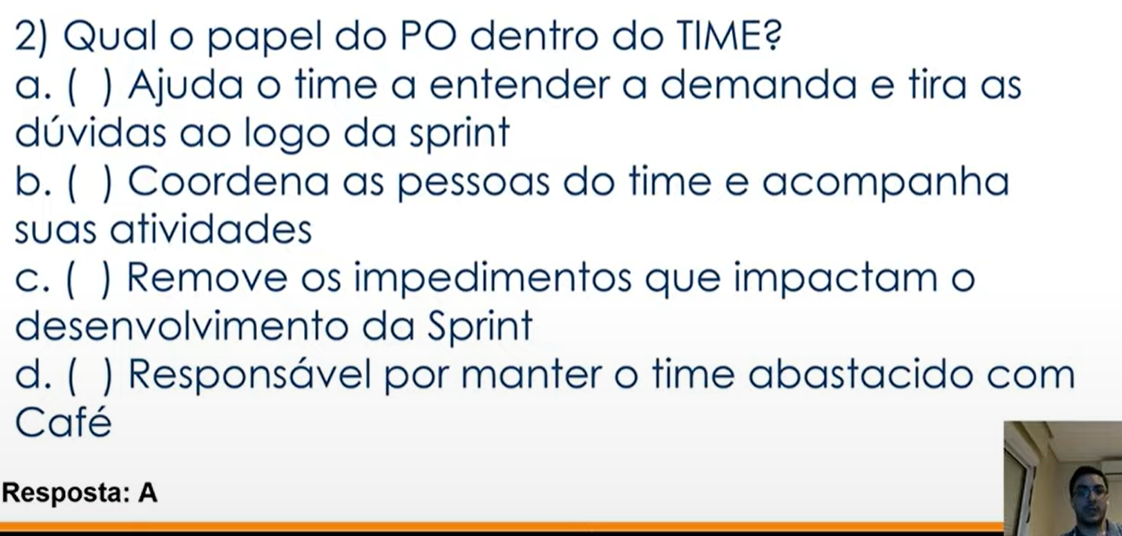 2) Qual o papel do PO dentro do TIME?
a. ( ) Ajuda o time a entender a demanda e tira as
dúvidas ao logo da sprint
b. ( ) Coordena as pessoas do time e acompanha
suas atividades
c. ( ) Remove os impedimentos que impactam o
desenvolvimento da Sprint
d. ( ) Responsável por manter o time abastacido com
Café
Resposta: A